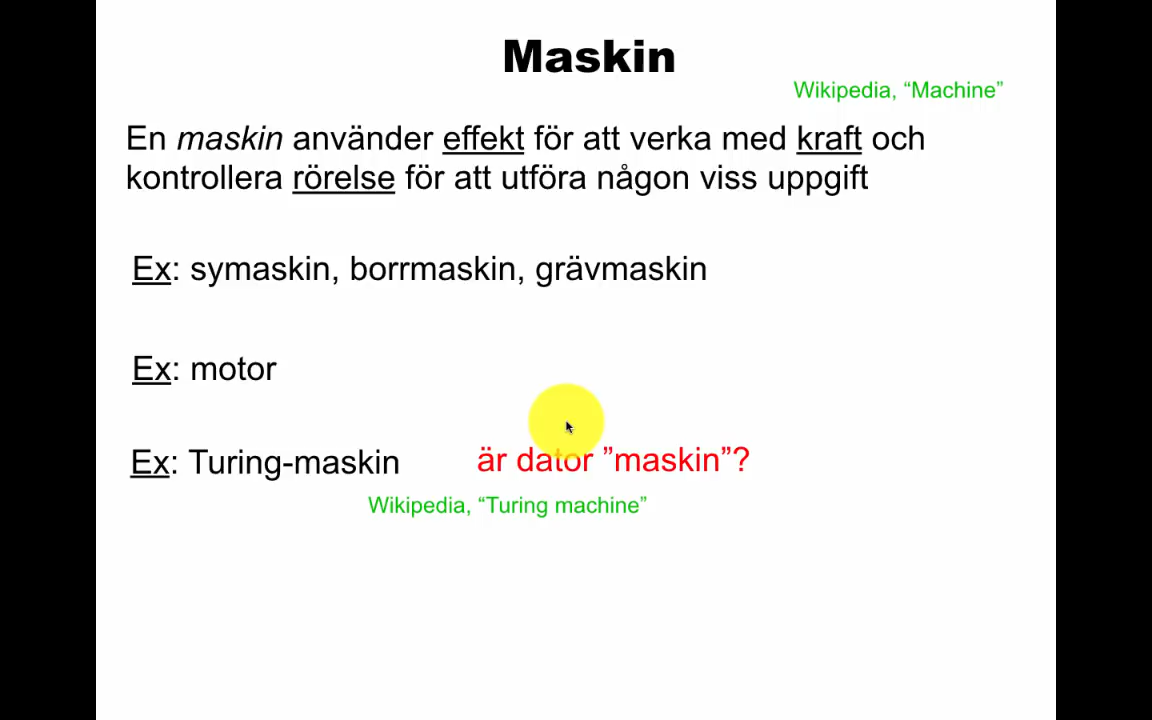 Maskin
Wikipedia, “Machine”
En maskin använder effekt för att verka med kraft och
kontrollera rörelse för att utföra någon viss uppgift
Ex: symaskin, borrmaskin, grävmaskin
Ex: motor
Ex: Turing-maskin
är dator ”maskin”?
Wikipedia, “Turing machine”